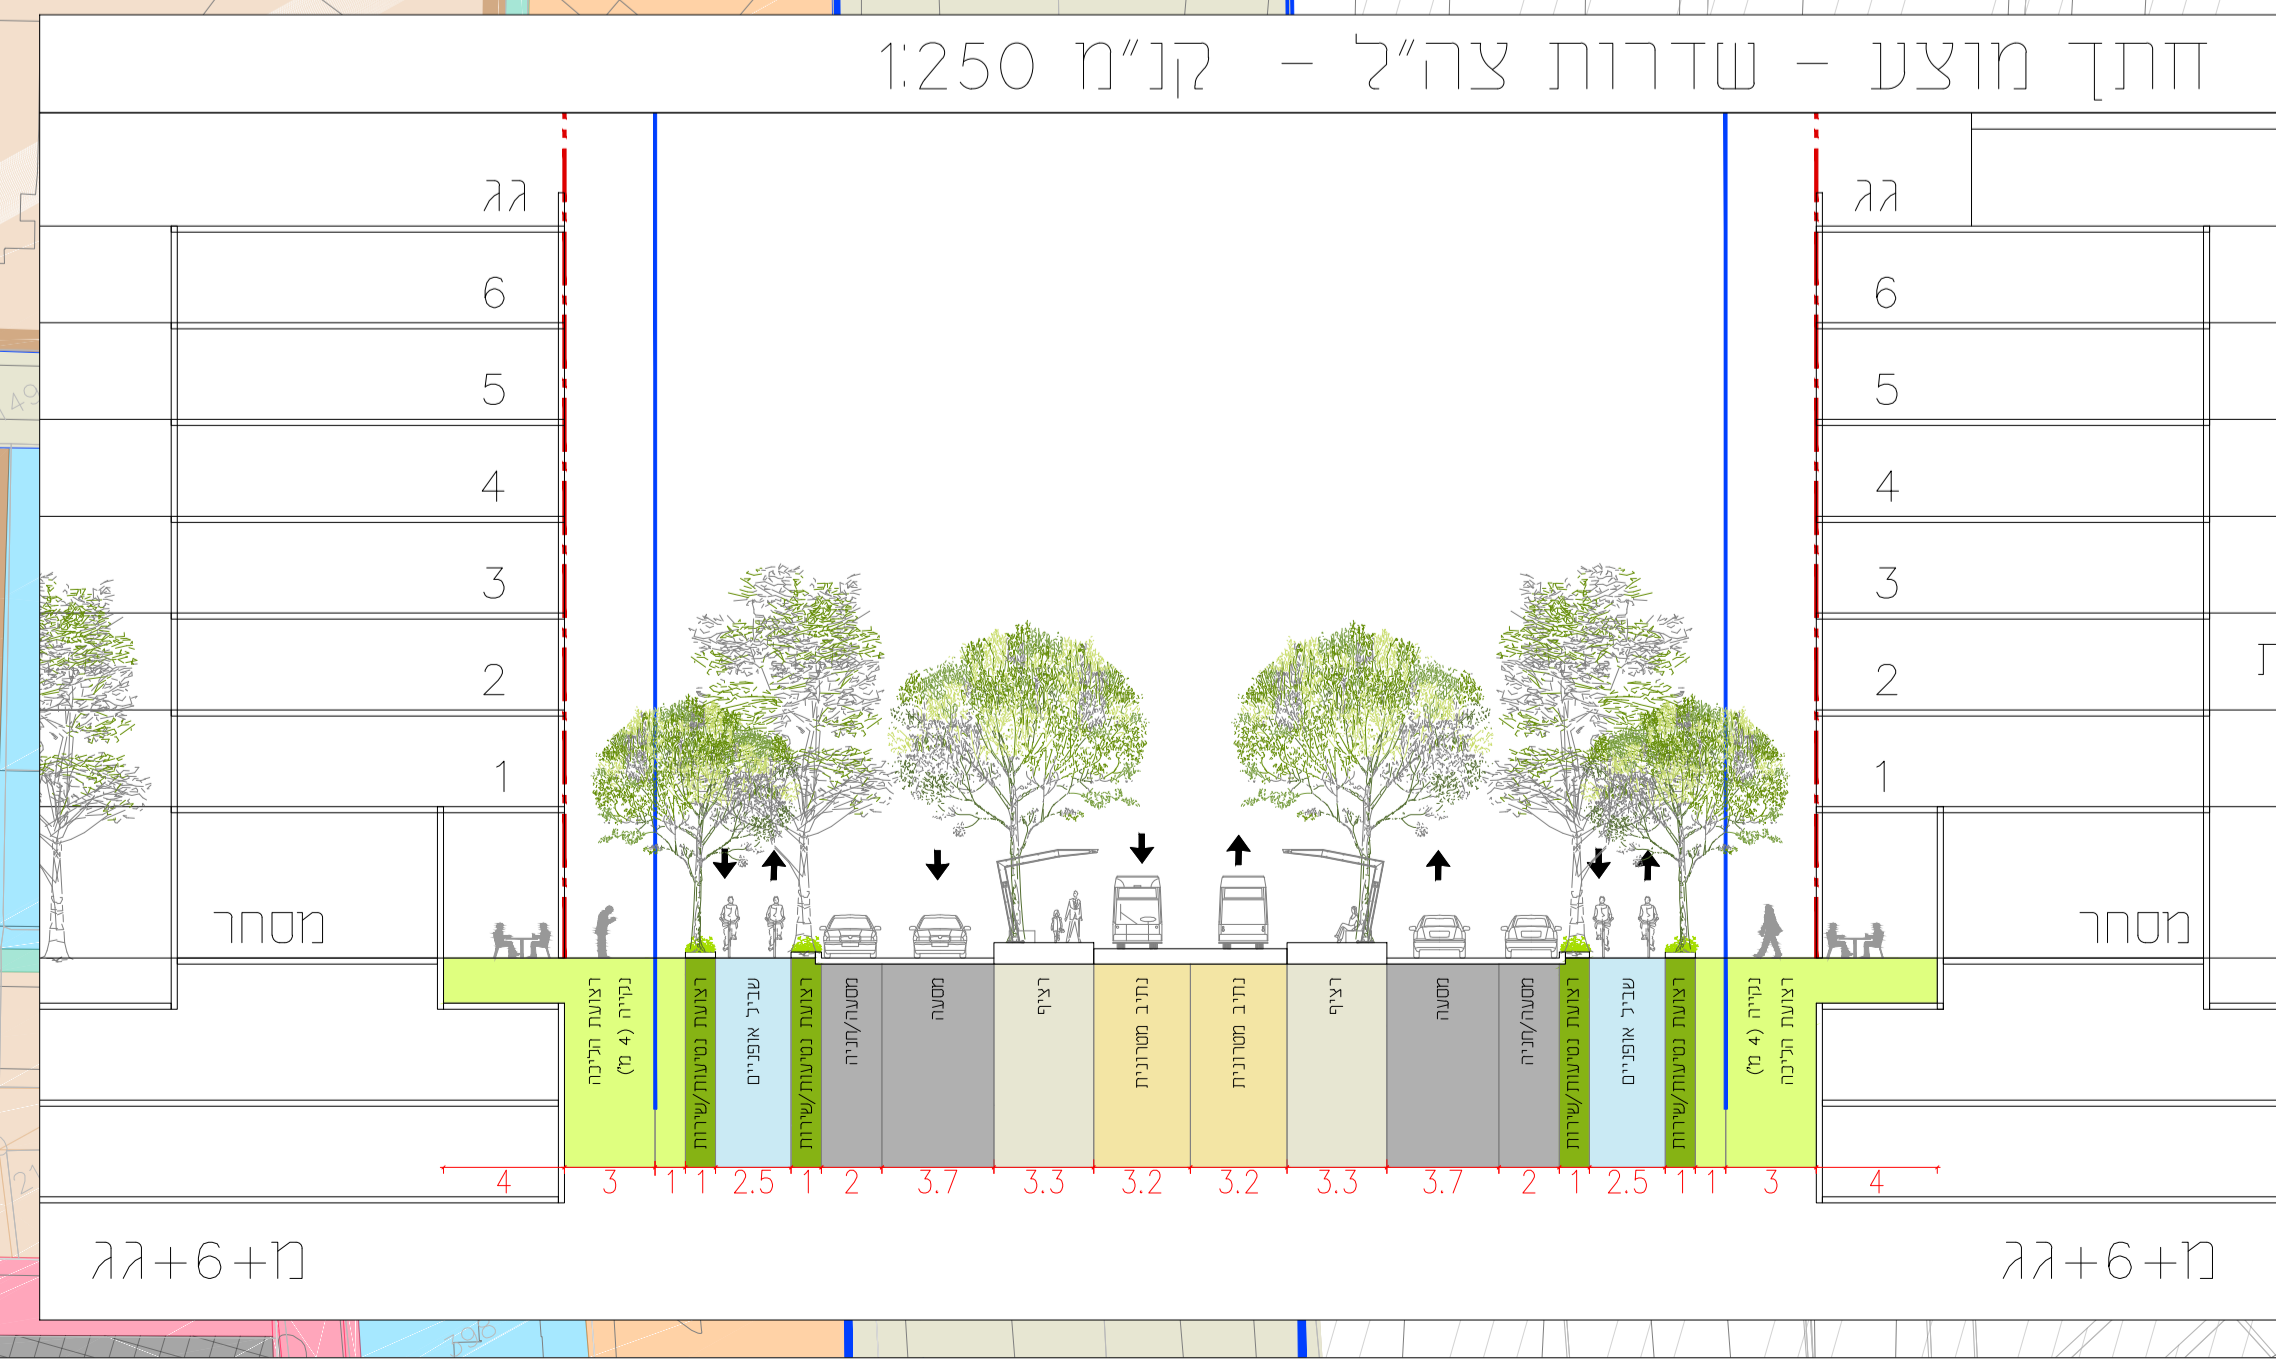 חתך מוצע – שדרות צה"ל – קנ"מ 1:250
גג
גג
6
6
5
5
4
4
3
3
2
2
1
1
מסחר
מסחר
רצועת הליכה
נקייה (4 מ')
רצועת נטיעות/שירות
שביל אופניים
רצועת נטיעות/שירות
מסעה/חניה
מסעה
רציף
נתיב מטרונית
נתיב מטרונית
רציף
מסעה
מסעה/חניה
רצועת נטיעות/שירות
שביל אופניים
רצועת נטיעות/שירות
רצועת הליכה
נקייה (4 מ')
4 3 1 1 2.5 1 2 3.7 3.3 3.2 3.2 3.3 3.7 2 1 2.5 1 1 3 4
מ+6+גג
מ+6+גג
149
398